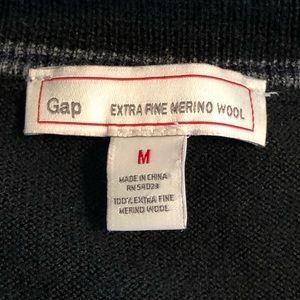 Gap EXTRA FINE MERINO WOOL
M
MADE IN CHINA
RN 54023
100% EXTRA FINE
MERINO WOOL